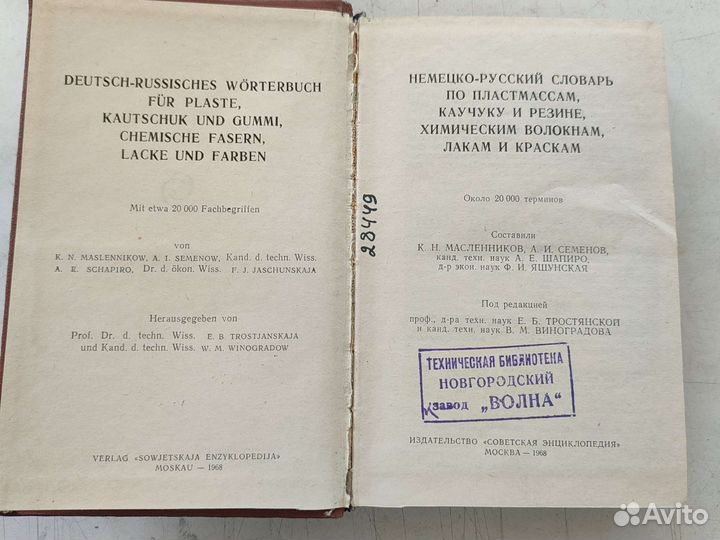 DEUTSCH-RUSSISCHES WÖRTERBUCH
FÜR PLASTE,
KAUTSCHUK UND GUMMI,
CHEMISCHE FASERN,
LACKE UND FARBEN
Mit etwa 20 000 Fachbegriffen
von
K. N. MASLENNIKOW, A. I. SEMENOW, Kand. d. techn. Wiss.
A. E. SCHAPIRO, Dr. d. ökon. Wiss. F. J. JASCHUNSKAJA
Herausgegeben von
Prof. Dr. d. techn. Wiss. E. B. TROSTJANSKAJA
und Kand. d. techn. Wiss. W. M. WINOGRADOW
VERLAG «SOWJETSKAJA ENZYKLOPEDIJA»
MOSKAU — 1968
28449
НЕМЕЦКО-РУССКИЙ СЛОВАРЬ
ПО ПЛАСТМАССАМ,
КАУЧУКУ И РЕЗИНЕ,
ХИМИЧЕСКИМ ВОЛОКНАМ,
ЛАКАМ И КРАСКАМ
Около 20 000 терминов
Составили
К. Н. МАСЛЕННИКОВ, А. И. СЕМЕНОВ,
канд. техн. наук А. Е. ШАПИРО,
д-р экон. наук Ф. И. ЯШУНСКАЯ
Под редакцией
проф., д-ра техн. наук Е. Б. ТРОСТЯНСКОЙ
и канд. техн. наук В. М. ВИНОГРАДОВА
ТЕХНИЧЕСКАЯ БИБЛИОТЕКА
НОВГОРОДСКИЙ
завод „ВОЛНА“
ИЗДАТЕЛЬСТВО «СОВЕТСКАЯ ЭНЦИКЛОПЕДИЯ»
МОСКВА — 1968
Avito